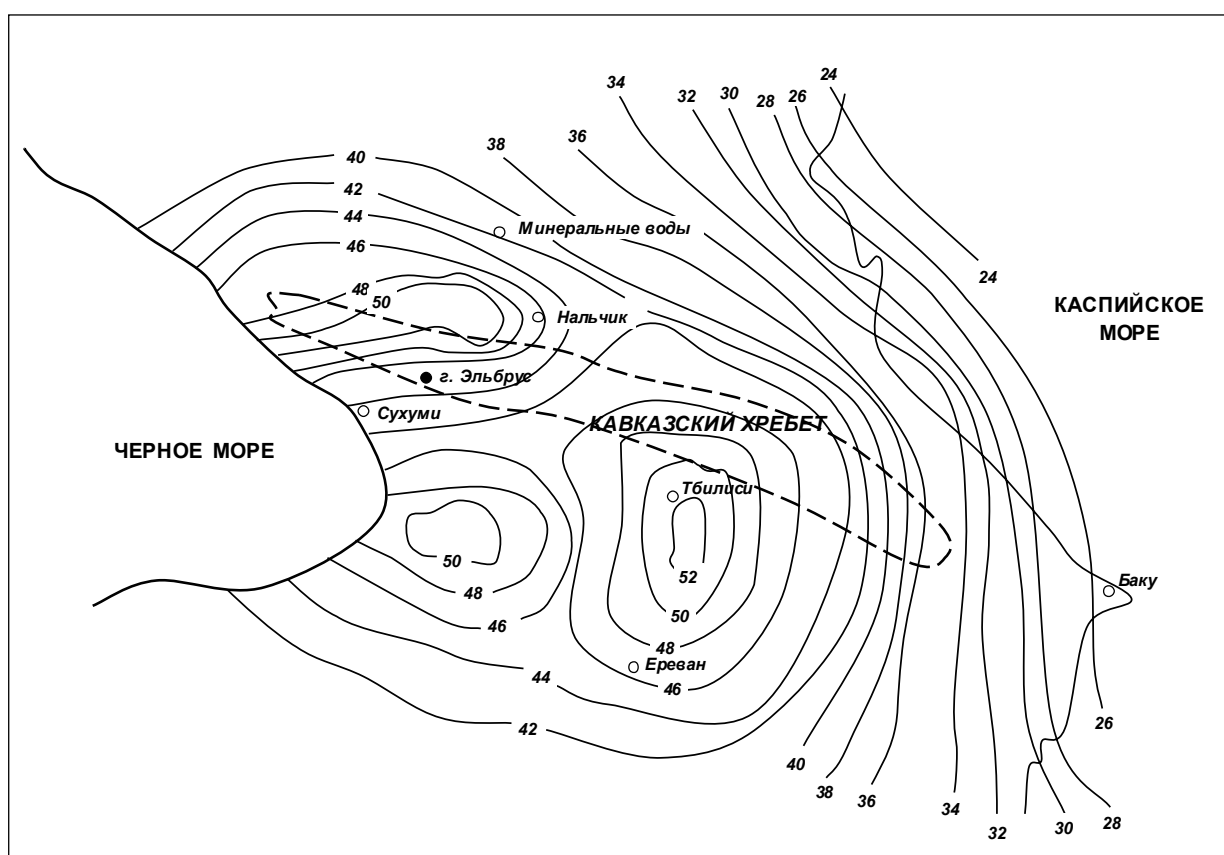 24
34
32
30
28
26
40
38
36
42
44
Минеральные воды
46
48
50
24
КАСПИЙСКОЕ
МОРЕ
Нальчик
г. Эльбрус
Сухуми
КАВКАЗСКИЙ ХРЕБЕТ
ЧЕРНОЕ МОРЕ
Тбилиси
50
52
Баку
48
50
46
48
Ереван
44
46
42
26
40
38
36
34
32
30
28